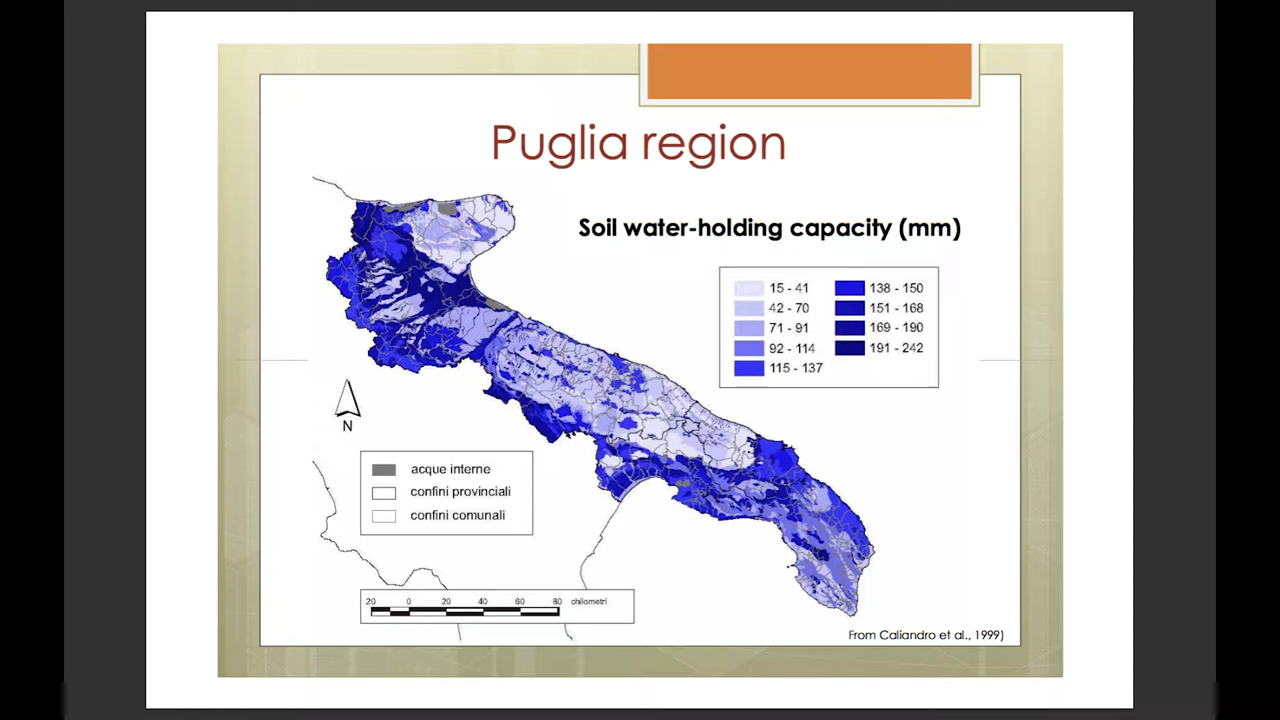 Puglia region
Soil water-holding capacity (mm)
15 - 41
42 - 70
71 - 91
92 - 114
115 - 137
138 - 150
151 - 168
169 - 190
191 - 242
N
acque interne
confini provinciali
confini comunali
20 0 20 40 60 80 chilometri
From Caliandro et al., 1999)